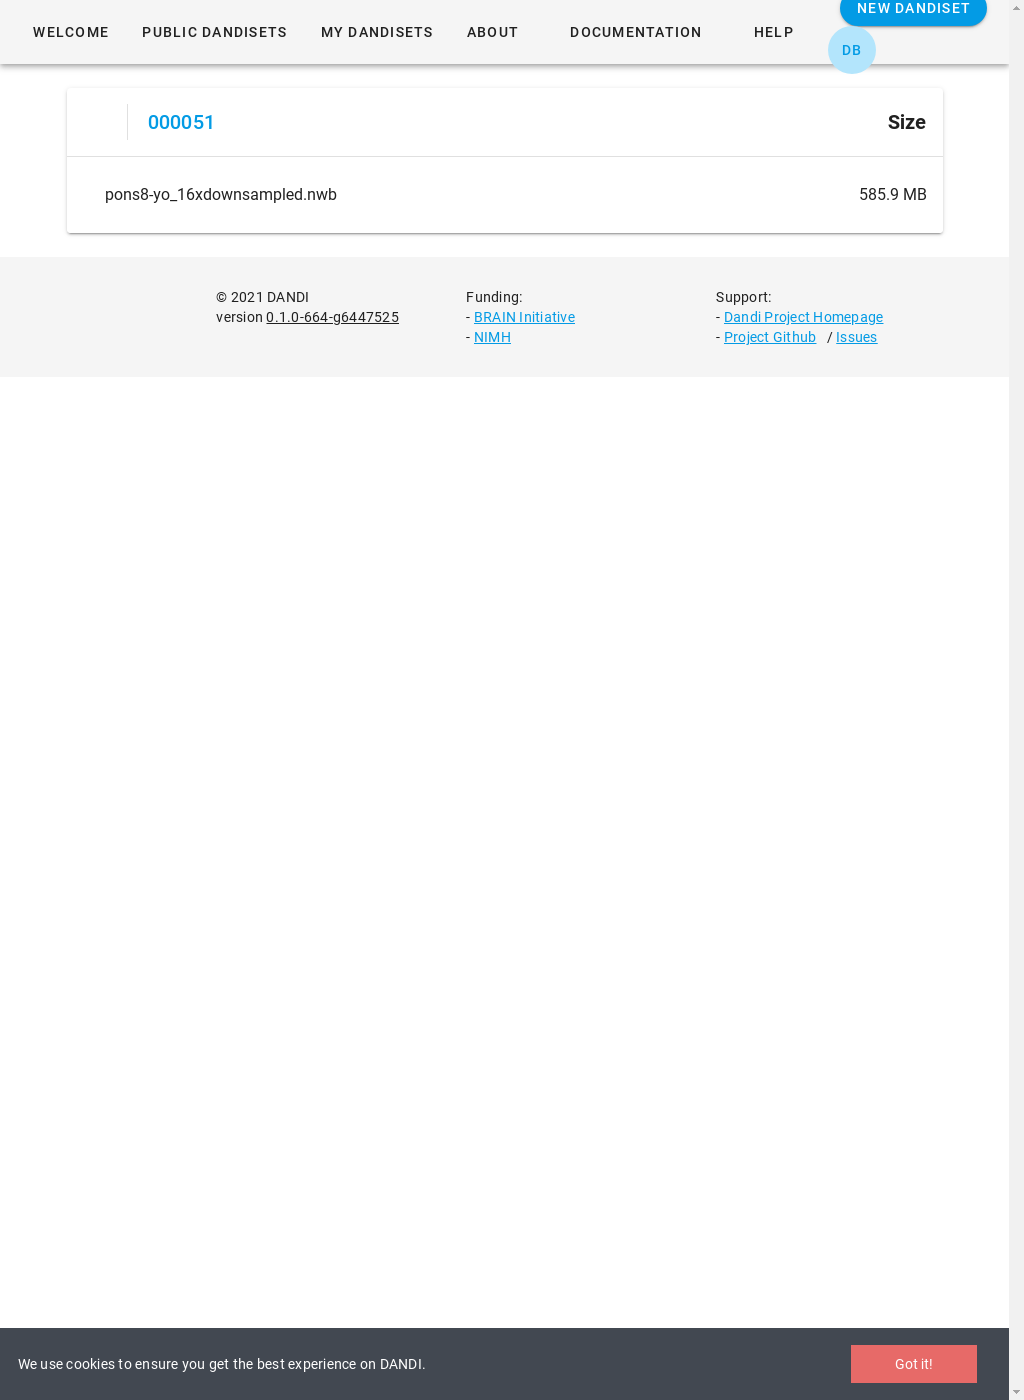 NEW DANDISET
WELCOME PUBLIC DANDISETS MY DANDISETS ABOUT DOCUMENTATION HELP
DB
000051 Size
pons8-yo_16xdownsampled.nwb 585.9 MB
© 2021 DANDI
version 0.1.0-664-g6447525
Funding:
- BRAIN Initiative
- NIMH
Support:
- Dandi Project Homepage
- Project Github / Issues
We use cookies to ensure you get the best experience on DANDI. Got it!